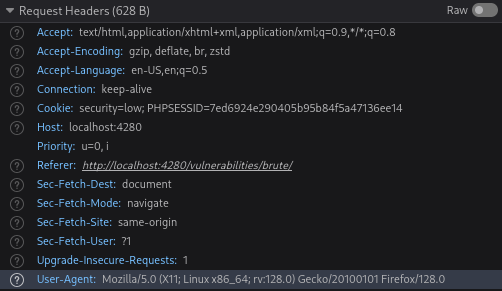 Request Headers (628 B)
Raw
Accept: text/html,application/xhtml+xml,application/xml;q=0.9,*/*;q=0.8
Accept-Encoding: gzip, deflate, br, zstd
Accept-Language: en-US,en;q=0.5
Connection: keep-alive
Cookie: security=low; PHPSESSID=7ed6924e290405b95b84f5a47136ee14
Host: localhost:4280
Priority: u=0, i
Referer: http://localhost:4280/vulnerabilities/brute/
Sec-Fetch-Dest: document
Sec-Fetch-Mode: navigate
Sec-Fetch-Site: same-origin
Sec-Fetch-User: ?1
Upgrade-Insecure-Requests: 1
User-Agent: Mozilla/5.0 (X11; Linux x86_64; rv:128.0) Gecko/20100101 Firefox/128.0